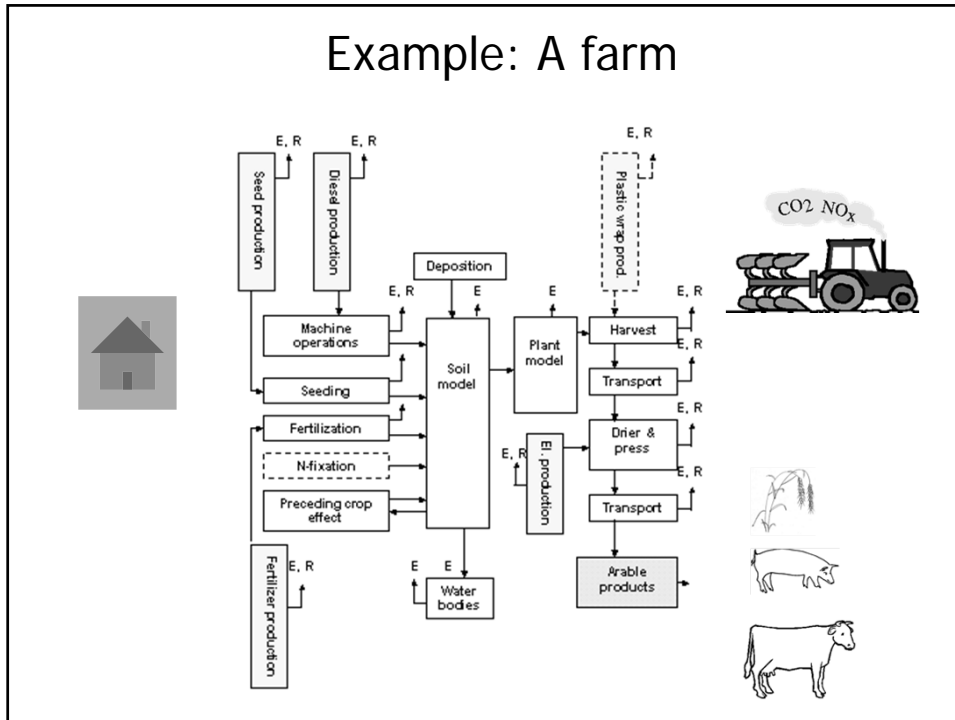 Example: A farm
E, R
E, R
E, R
Seed production
Diesel production
Plastic wrap prod.
CO2 NOx
Deposition
E, R
E
E
E, R
Machine
operations
Soil
model
Plant
model
Harvest
E, R
Seeding
Transport
Fertilization
E, R
Drier &
press
N-fixation
E, R
El. production
E, R
Preceding crop
effect
Transport
Fertilizer production
E, R
E
E
Water
bodies
Arable
products